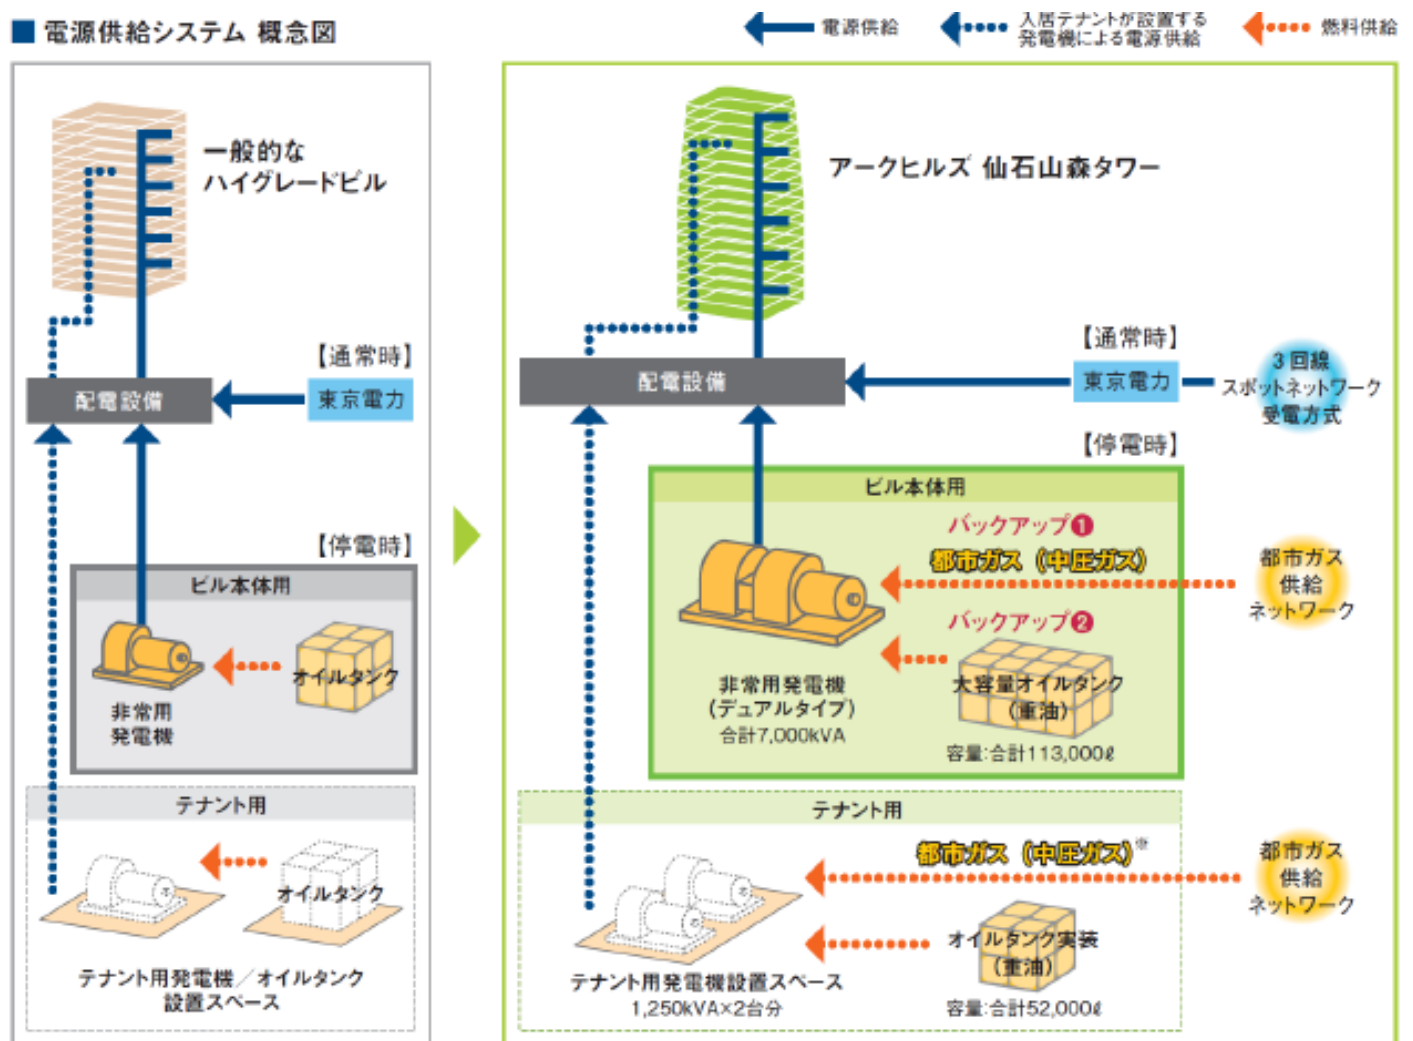 ■ 電源供給システム 概念図
電源供給
入居テナントが設置する
発電機による電源供給
燃料供給
一般的な
ハイグレードビル
【通常時】
東京電力
配電設備
【停電時】
ビル本体用
オイルタンク
非常用
発電機
テナント用
オイルタンク
テナント用発電機／オイルタンク
設置スペース
アークヒルズ 仙石山森タワー
【通常時】
東京電力
3回線
スポットネットワーク
受電方式
配電設備
【停電時】
ビル本体用
バックアップ❶
都市ガス（中圧ガス）
都市ガス
供給
ネットワーク
バックアップ❷
非常用発電機
（デュアルタイプ）
合計7,000kVA
大容量オイルタンク
（重油）
容量:合計113,000ℓ
テナント用
都市ガス（中圧ガス）※
都市ガス
供給
ネットワーク
オイルタンク実装
（重油）
テナント用発電機設置スペース
1,250kVA×2台分
容量:合計52,000ℓ